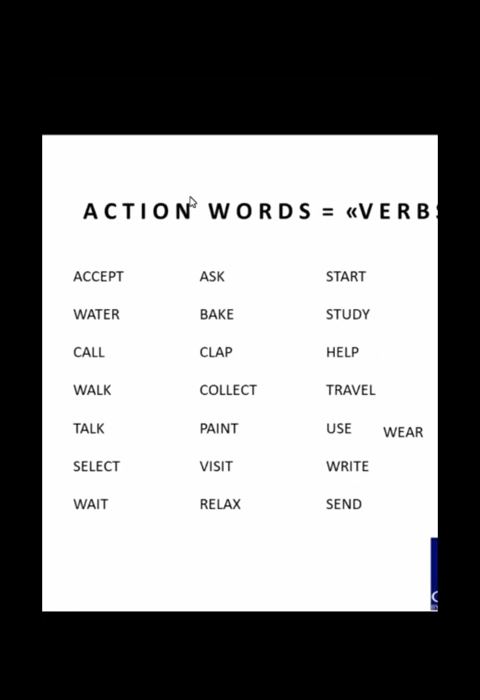 ACTION WORDS = «VERBS
ACCEPT ASK START
WATER BAKE STUDY
CALL CLAP HELP
WALK COLLECT TRAVEL
TALK PAINT USE WEAR
SELECT VISIT WRITE
WAIT RELAX SEND